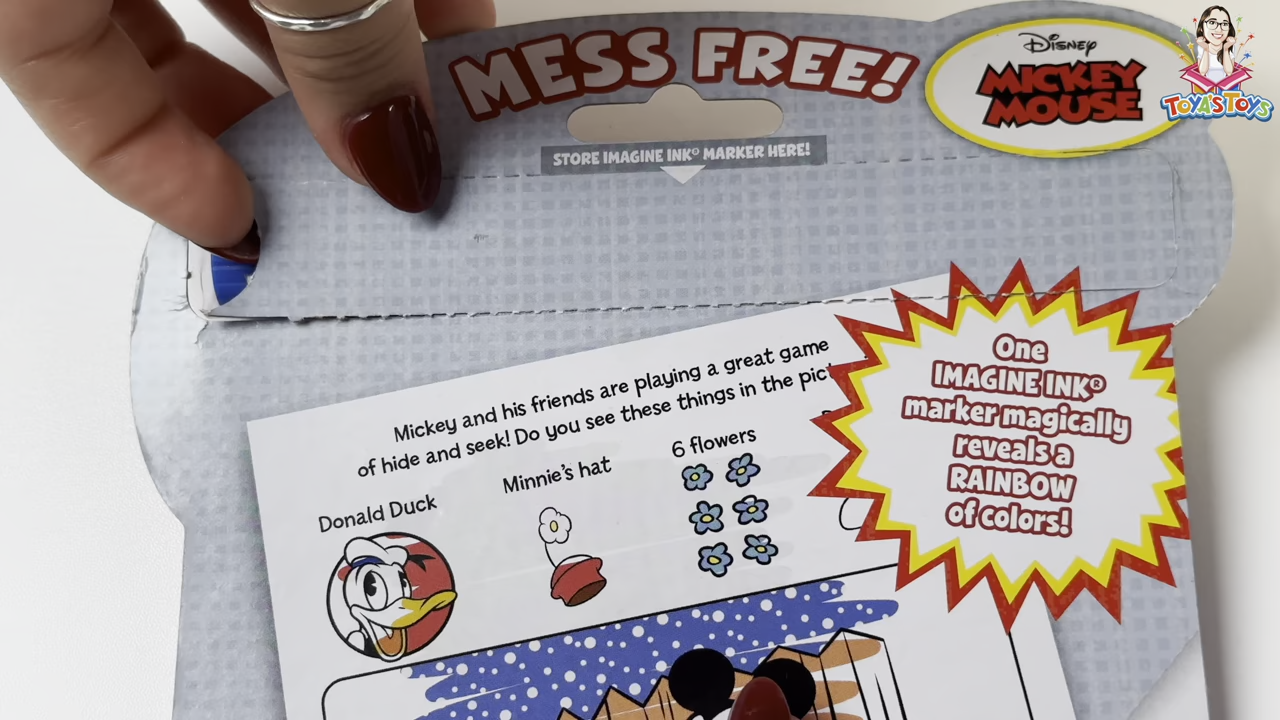 MESS FREE!
DISNEY
MICKEY
MOUSE
TOYA'S TOYS
STORE IMAGINE INK® MARKER HERE!
Mickey and his friends are playing a great game
of hide and seek! Do you see these things in the
Donald Duck
Minnie's hat
6 flowers
One
IMAGINE INK®
marker magically
reveals a
RAINBOW
of colors!